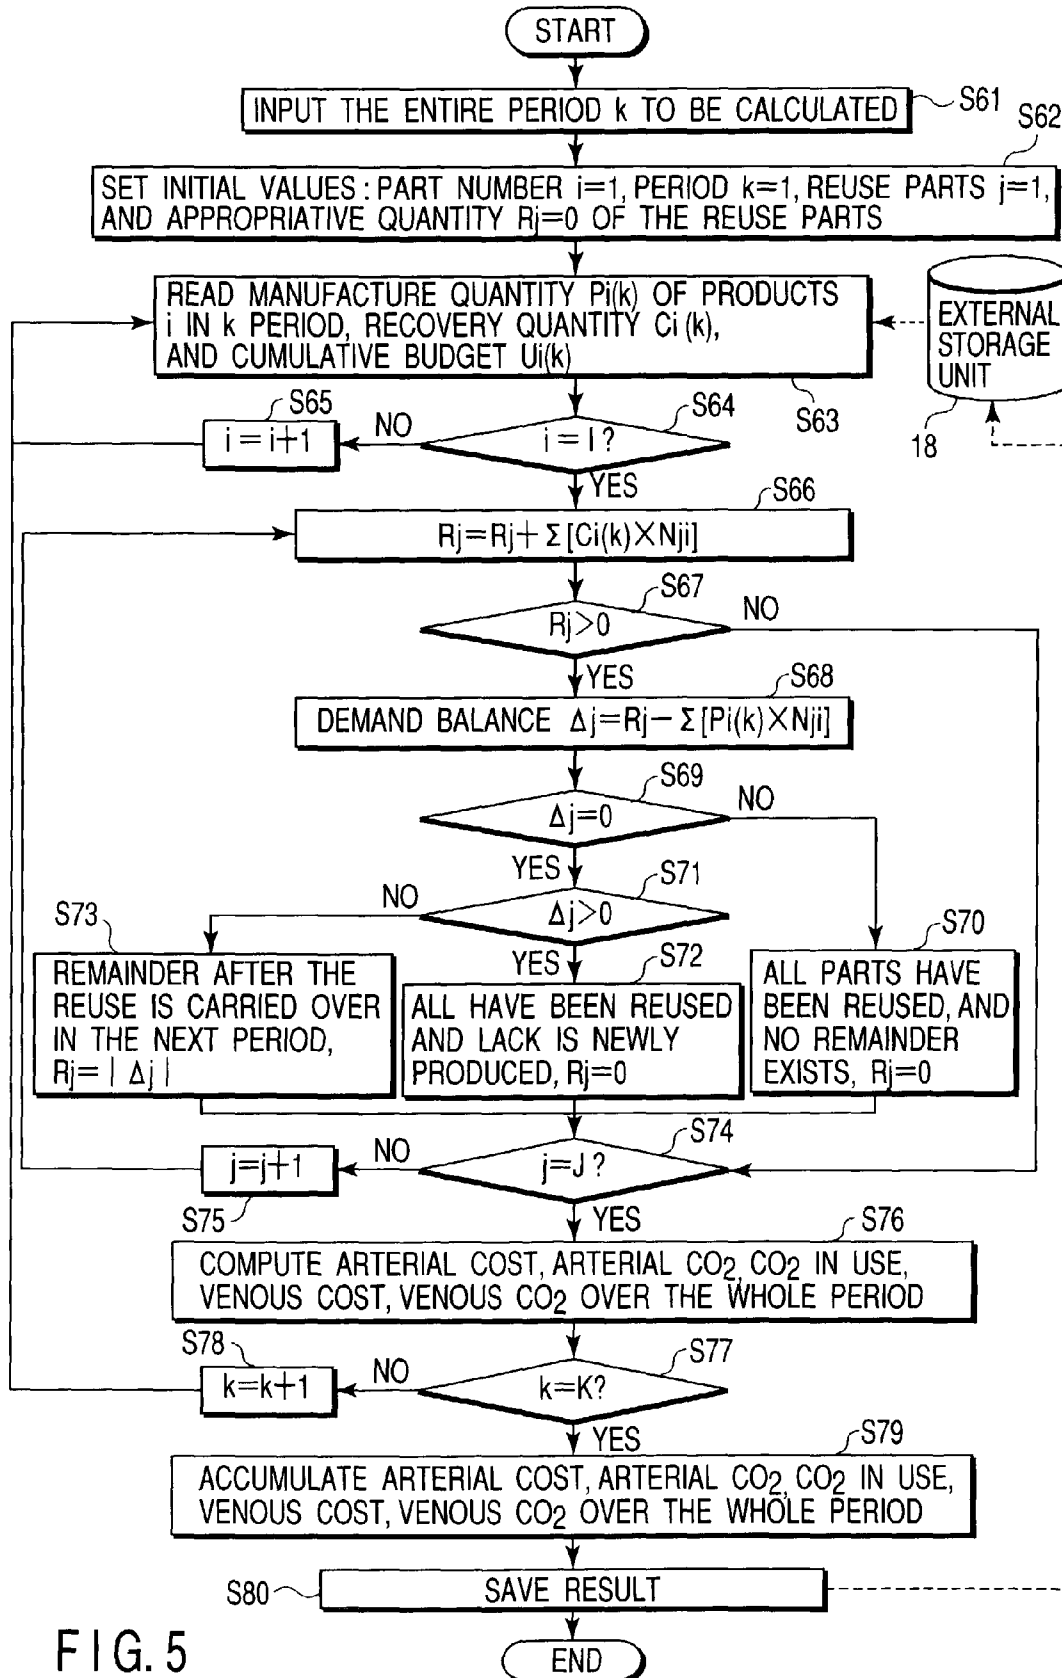 START
INPUT THE ENTIRE PERIOD k TO BE CALCULATED
S61
S62
SET INITIAL VALUES : PART NUMBER i=1, PERIOD k=1, REUSE PARTS j=1,
AND APPROPRIATIVE QUANTITY Rj=0 OF THE REUSE PARTS
READ MANUFACTURE QUANTITY Pi(k) OF PRODUCTS
i IN k PERIOD, RECOVERY QUANTITY Ci(k),
AND CUMULATIVE BUDGET Ui(k)
S63
EXTERNAL
STORAGE
UNIT
18
S65
i=i+1
NO
S64
i=I?
YES
S66
Rj=Rj+Σ[Ci(k)×Nji]
S67
Rj>0
NO
YES
S68
DEMAND BALANCE Δj=Rj-Σ[Pi(k)×Nji]
S69
Δj=0
NO
YES
S71
Δj>0
NO
YES
S73
REMAINDER AFTER THE
REUSE IS CARRIED OVER
IN THE NEXT PERIOD,
Rj=|Δj|
S72
ALL HAVE BEEN REUSED
AND LACK IS NEWLY
PRODUCED, Rj=0
S70
ALL PARTS HAVE
BEEN REUSED, AND
NO REMAINDER
EXISTS, Rj=0
S74
j=J?
NO
j=j+1
S75
YES
S76
COMPUTE ARTERIAL COST, ARTERIAL CO2, CO2 IN USE,
VENOUS COST, VENOUS CO2 OVER THE WHOLE PERIOD
S78
k=k+1
NO
S77
k=K?
YES
S79
ACCUMULATE ARTERIAL COST, ARTERIAL CO2, CO2 IN USE,
VENOUS COST, VENOUS CO2 OVER THE WHOLE PERIOD
S80
SAVE RESULT
END
FIG. 5